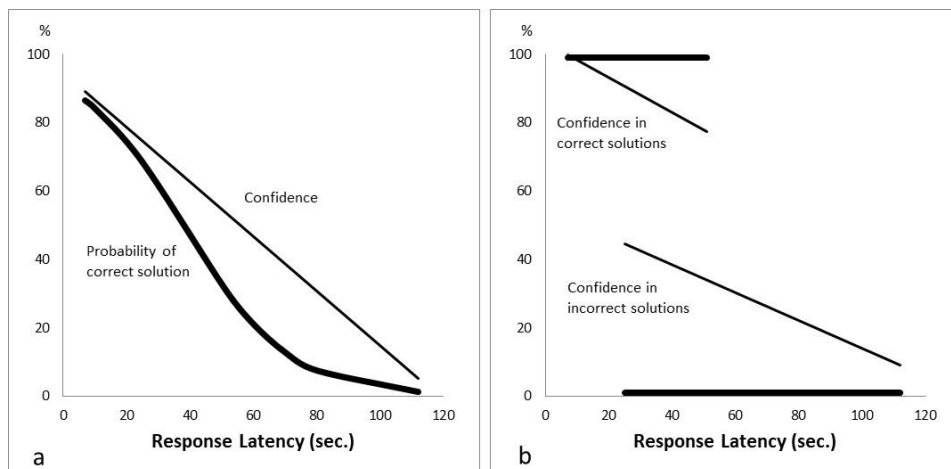 %
100
80
60
40
20
0
Confidence
Probability of
correct solution
0 20 40 60 80 100 120
Response Latency (sec.)
a
%
100
80
60
40
20
0
Confidence in
correct solutions
Confidence in
incorrect solutions
0 20 40 60 80 100 120
Response Latency (sec.)
b